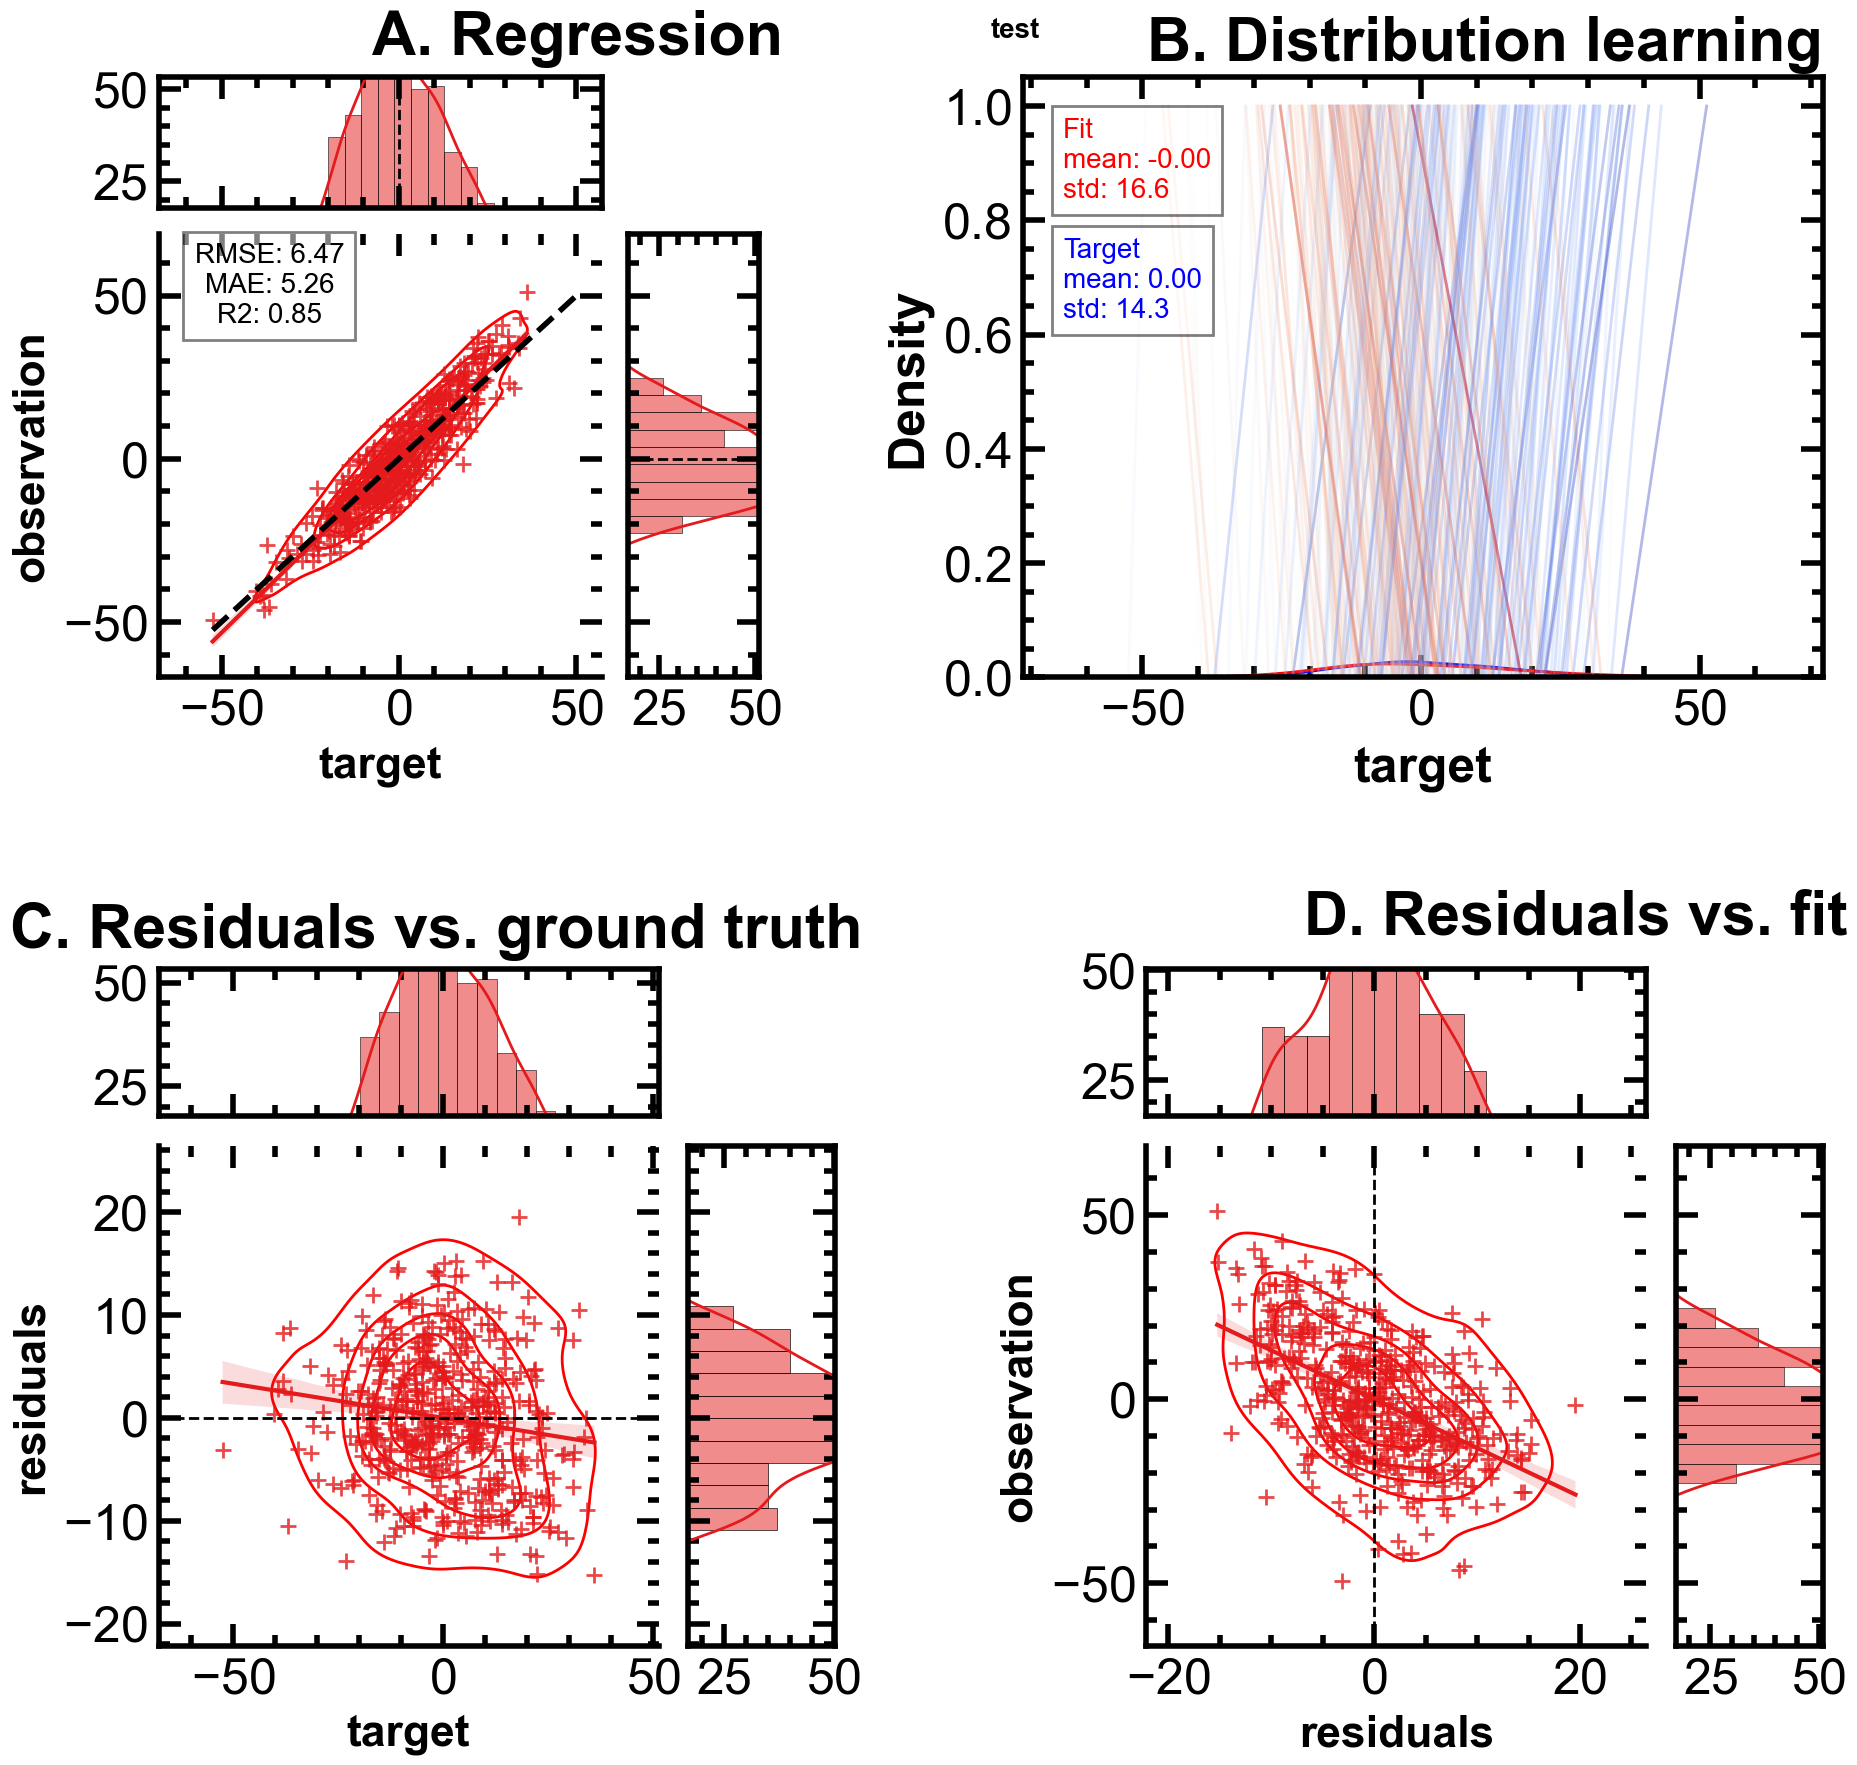 A. Regression
50
25
RMSE: 6.47
MAE: 5.26
R2: 0.85
50
0
−50
observation
−50 0 50
25 50
target
test
B. Distribution learning
1.0
0.8
0.6
0.4
0.2
0.0
Density
Fit
mean: -0.00
std: 16.6
Target
mean: 0.00
std: 14.3
−50 0 50
target
C. Residuals vs. ground truth
50
25
20
10
0
−10
−20
residuals
−50 0 50
25 50
target
D. Residuals vs. fit
50
25
50
0
−50
observation
−20 0 20
25 50
residuals